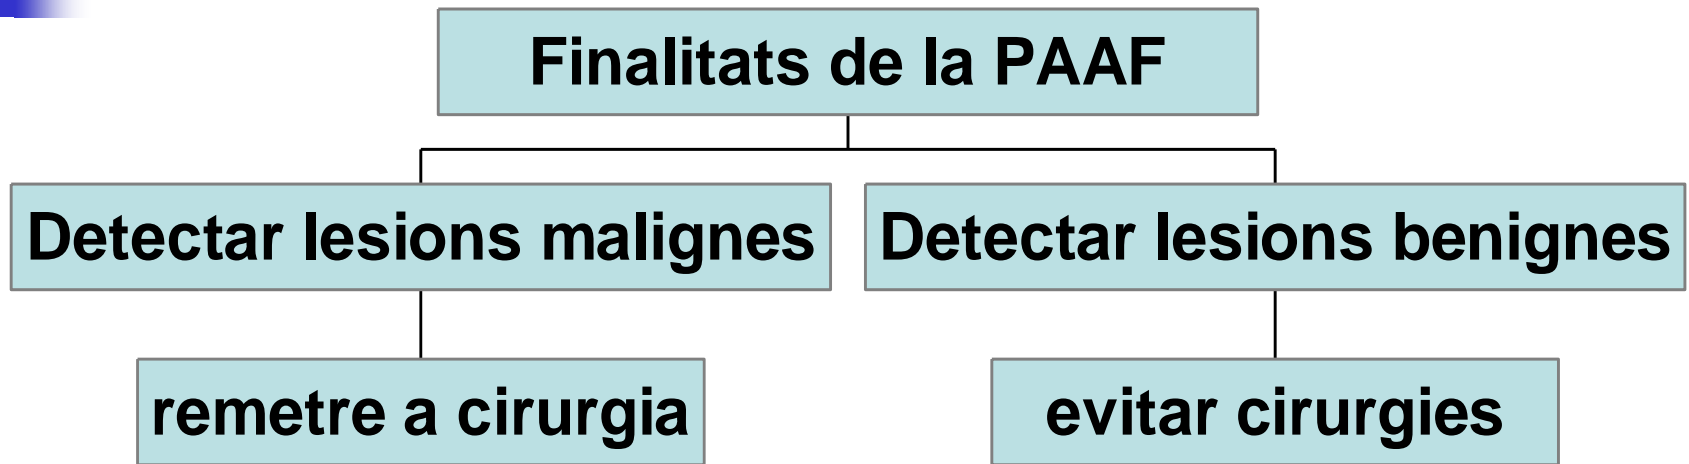 Finalitats de la PAAF
Detectar lesions malignes
Detectar lesions benignes
remetre a cirurgia
evitar cirurgies